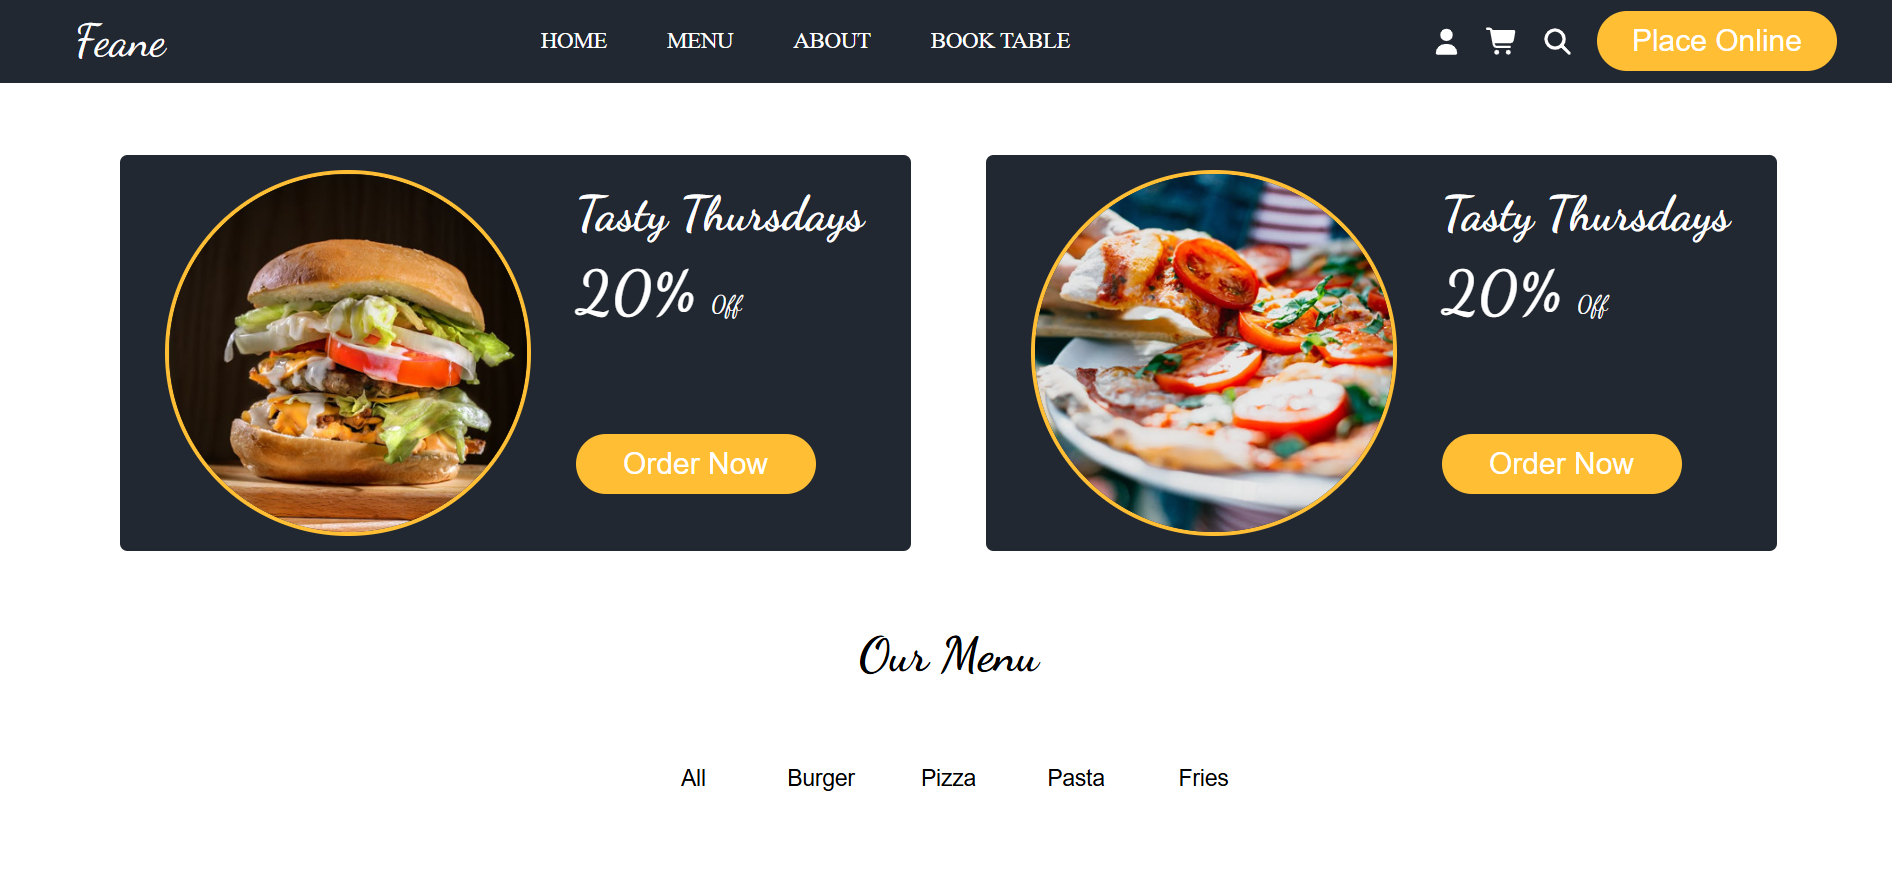 Feane
HOME MENU ABOUT BOOK TABLE
Place Online
Tasty Thursdays
20% Off
Order Now
Tasty Thursdays
20% Off
Order Now
Our Menu
All Burger Pizza Pasta Fries